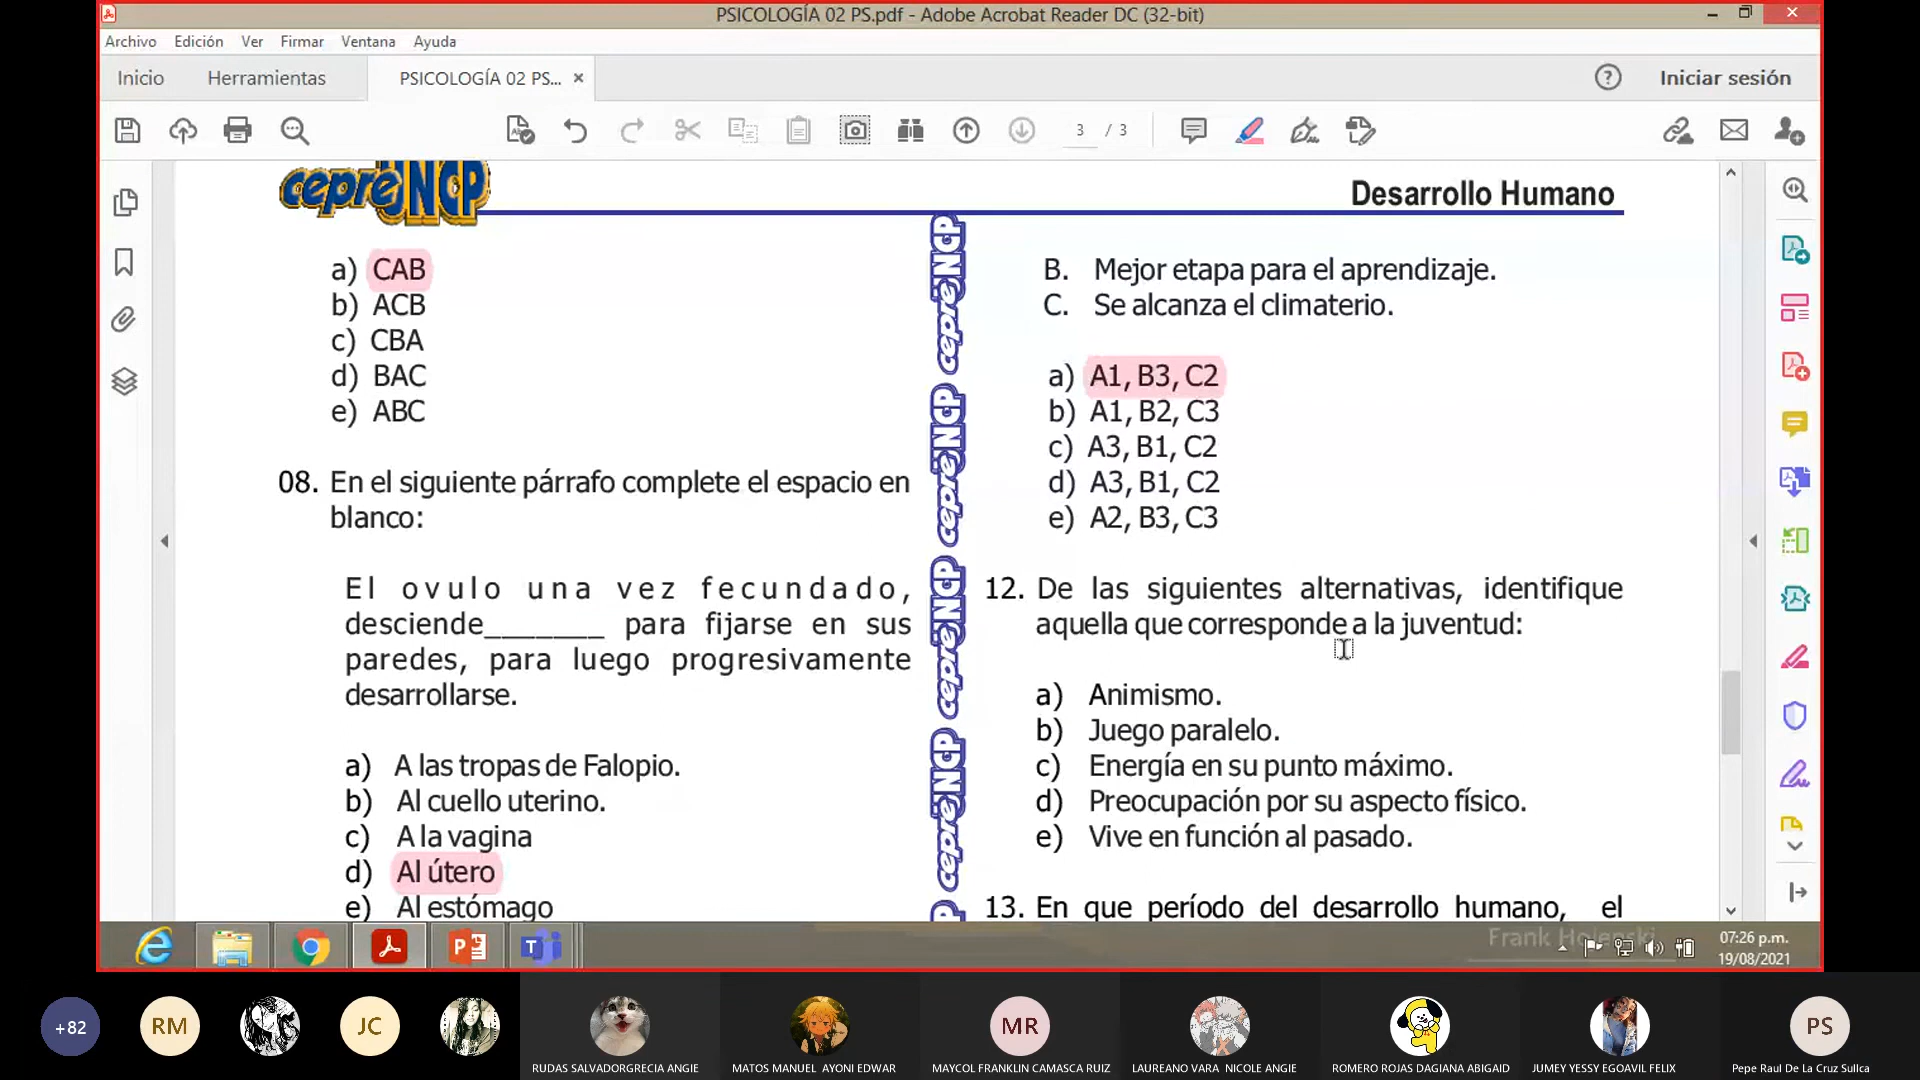 PSICOLOGÍA 02 PS.pdf - Adobe Acrobat Reader DC (32-bit)
Archivo Edición Ver Firmar Ventana Ayuda
Inicio Herramientas PSICOLOGÍA 02 PS... × Iniciar sesión
3 / 3
cepreNCP
Desarrollo Humano
a) CAB
b) ACB
c) CBA
d) BAC
e) ABC
08. En el siguiente párrafo complete el espacio en
blanco:
El ovulo una vez fecundado,
desciende_______ para fijarse en sus
paredes, para luego progresivamente
desarrollarse.
a) A las tropas de Falopio.
b) Al cuello uterino.
c) A la vagina
d) Al útero
e) Al estómago
cepreNCP cepreNCP cepreNCP cepreNCP
B. Mejor etapa para el aprendizaje.
C. Se alcanza el climaterio.
a) A1, B3, C2
b) A1, B2, C3
c) A3, B1, C2
d) A3, B1, C2
e) A2, B3, C3
12. De las siguientes alternativas, identifique
aquella que corresponde a la juventud:
a) Animismo.
b) Juego paralelo.
c) Energía en su punto máximo.
d) Preocupación por su aspecto físico.
e) Vive en función al pasado.
13. En que período del desarrollo humano, el
07:26 p.m.
19/08/2021
+82 RM JC MR PS
RUDAS SALVADORGRECIA ANGIE
MATOS MANUEL AYONI EDWAR
MAYCOL FRANKLIN CAMASCA RUIZ
LAUREANO VARA NICOLE ANGIE
ROMERO ROJAS DAGIANA ABIGAID
JUMEY YESSY EGOAVIL FELIX
Pepe Raul De La Cruz Sullca